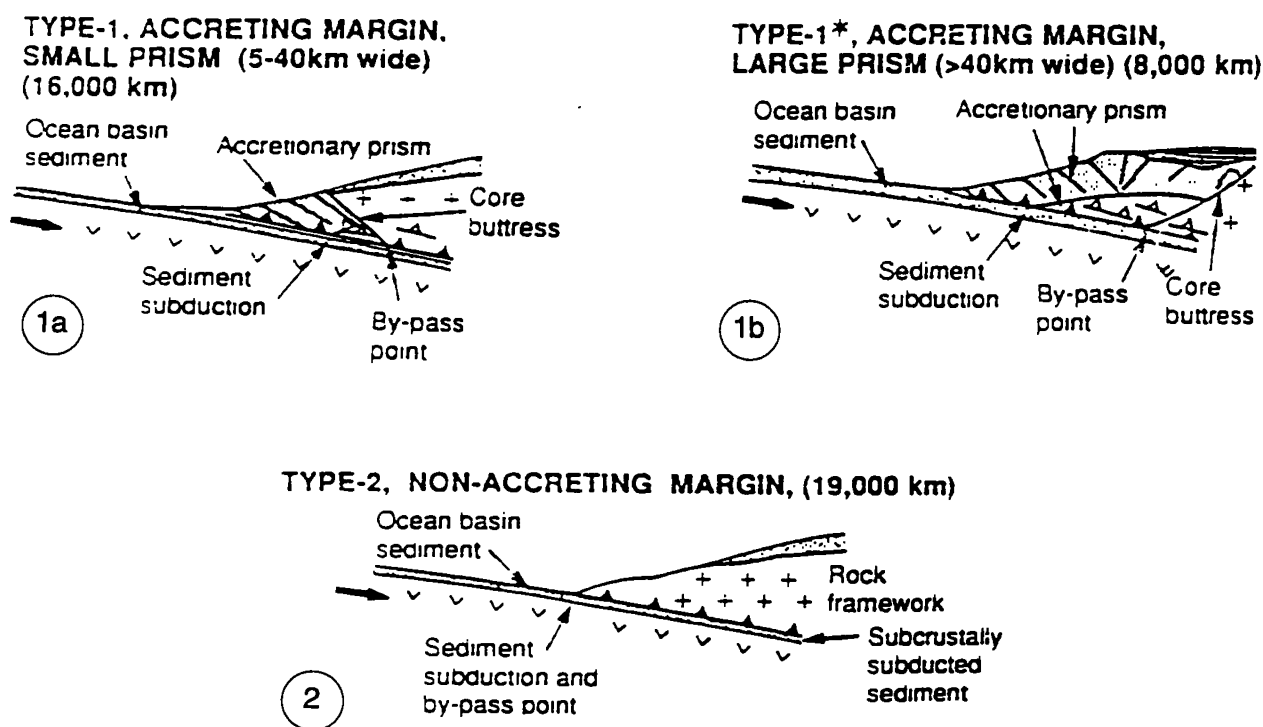 TYPE-1, ACCRETING MARGIN,
SMALL PRISM (5-40km wide)
(16,000 km)
Ocean basin
sediment
Accretionary prism
Core
buttress
Sediment
subduction
By-pass
point
1a
TYPE-1*, ACCRETING MARGIN,
LARGE PRISM (>40km wide) (8,000 km)
Ocean basin
sediment
Accretionary prism
Sediment
subduction
By-pass
point
Core
buttress
1b
TYPE-2, NON-ACCRETING MARGIN, (19,000 km)
Ocean basin
sediment
Rock
framework
Subcrustally
subducted
sediment
Sediment
subduction and
by-pass point
2